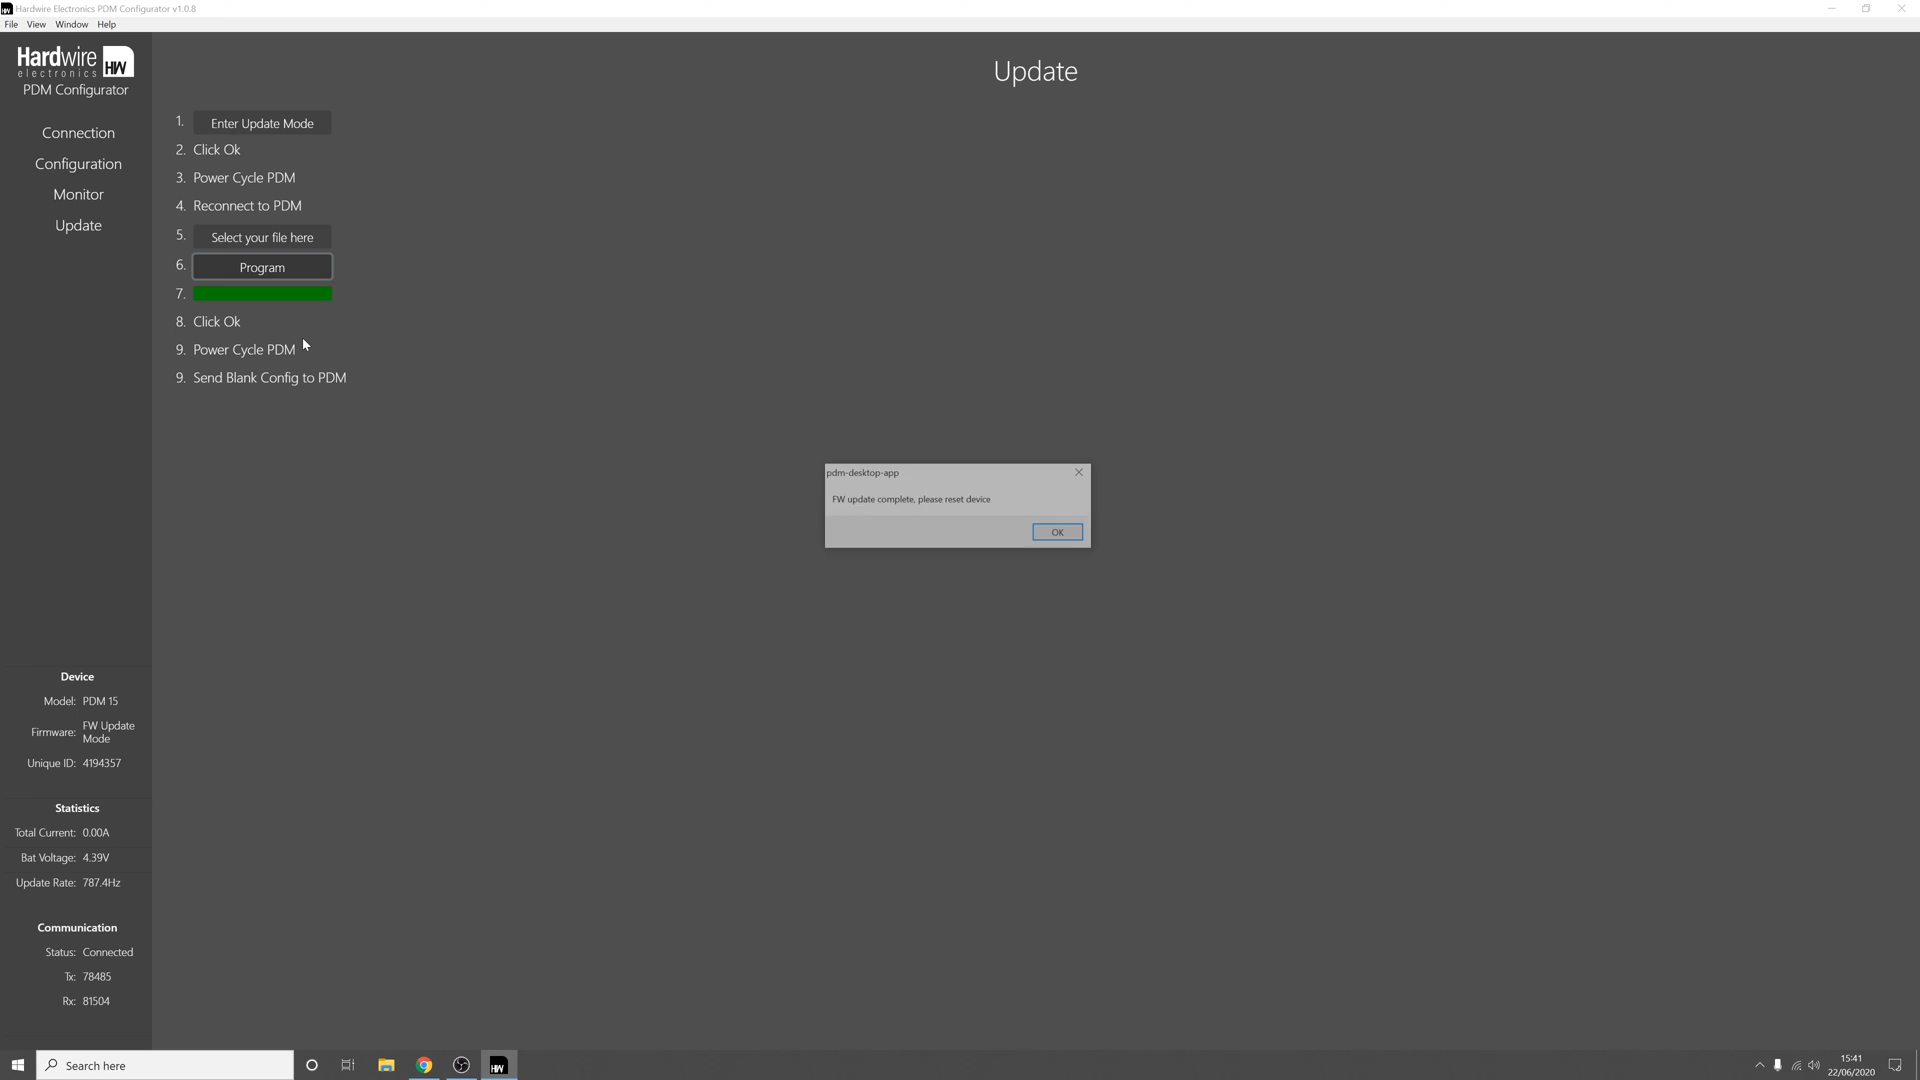 Hardwire Electronics PDM Configurator v1.0.8
File View Window Help
Hardwire
electronics HW
PDM Configurator
Connection
Configuration
Monitor
Update
Update
1. Enter Update Mode
2. Click Ok
3. Power Cycle PDM
4. Reconnect to PDM
5. Select your file here
6. Program
7.
8. Click Ok
9. Power Cycle PDM
9. Send Blank Config to PDM
pdm-desktop-app
FW update complete, please reset device
OK
Device
Model: PDM 15
Firmware: FW Update
Mode
Unique ID: 4194357
Statistics
Total Current: 0.00A
Bat Voltage: 4.39V
Update Rate: 787.4Hz
Communication
Status: Connected
Tx: 78485
Rx: 81504
Search here
HW
15:41
22/06/2020